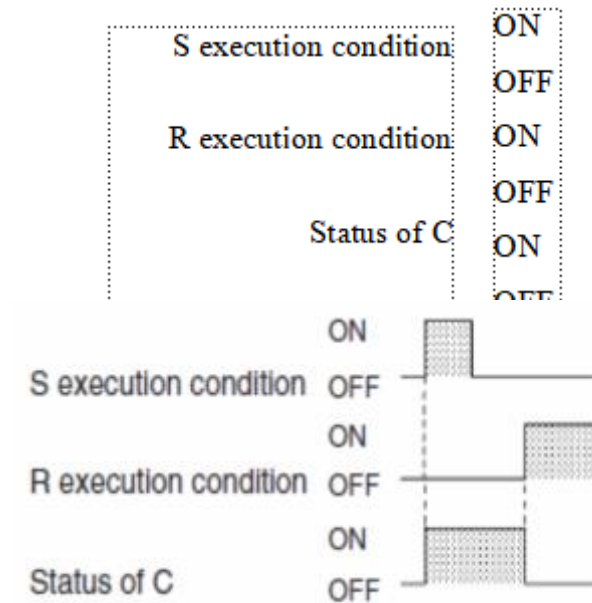 S execution condition
ON
OFF
R execution condition
ON
OFF
Status of C
ON
OFF
ON
S execution condition
OFF
ON
R execution condition
OFF
ON
Status of C
OFF